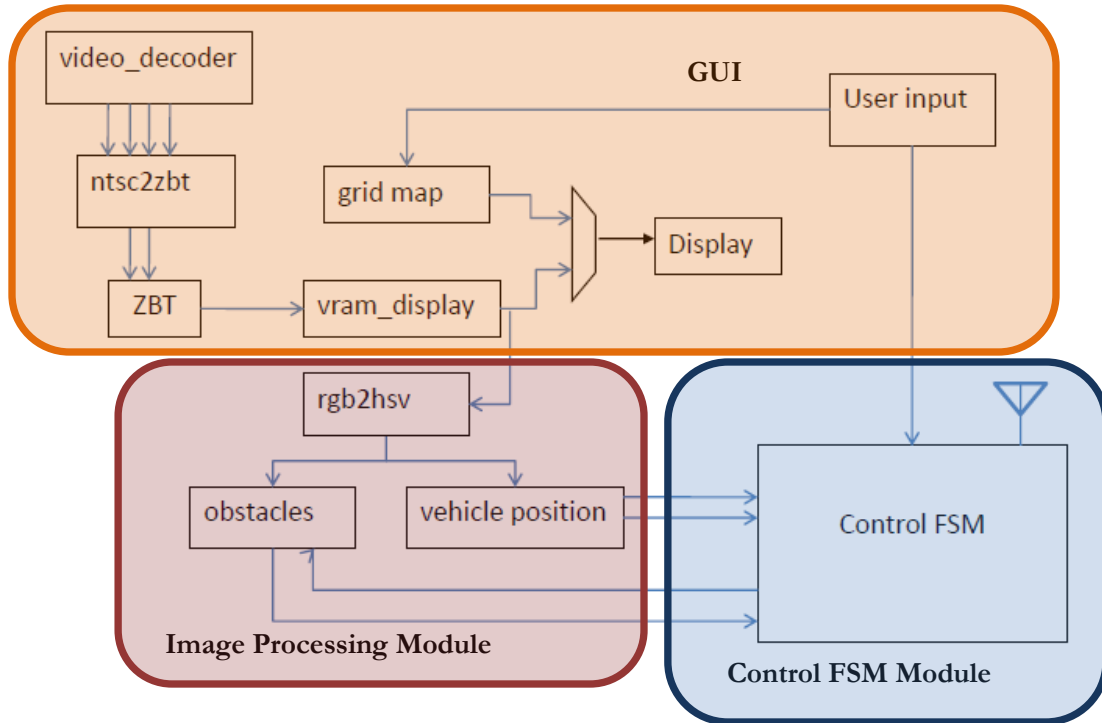 video_decoder
GUI
User input
ntsc2zbt
grid map
Display
ZBT
vram_display
rgb2hsv
obstacles
vehicle position
Control FSM
Image Processing Module
Control FSM Module